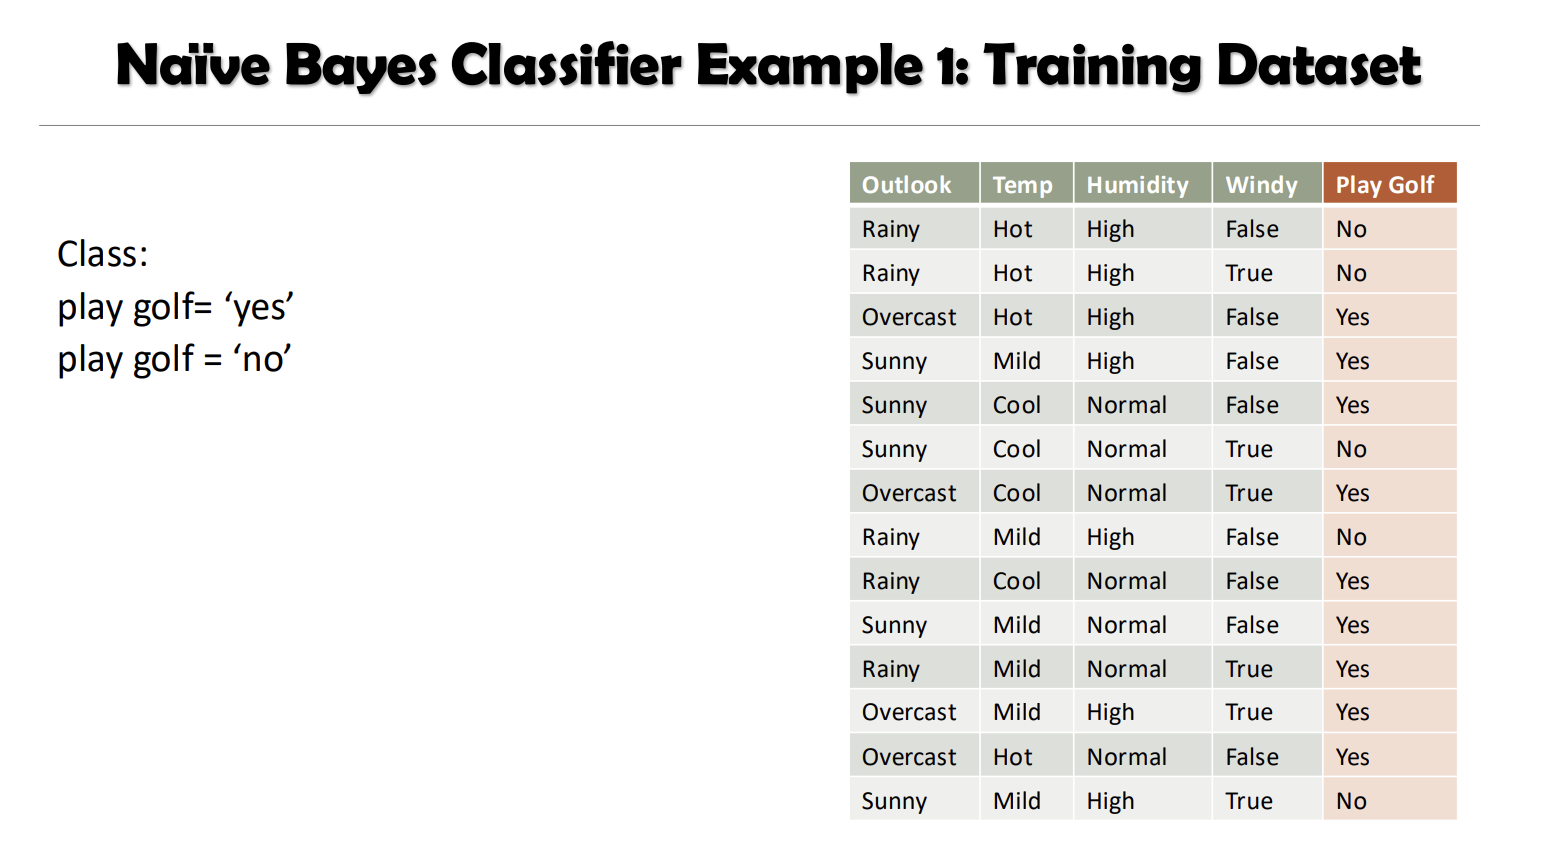 Naïve Bayes Classifier Example 1: Training Dataset
Class:
play golf= ‘yes’
play golf = ‘no’
Outlook Temp Humidity Windy Play Golf
Rainy Hot High False No
Rainy Hot High True No
Overcast Hot High False Yes
Sunny Mild High False Yes
Sunny Cool Normal False Yes
Sunny Cool Normal True No
Overcast Cool Normal True Yes
Rainy Mild High False No
Rainy Cool Normal False Yes
Sunny Mild Normal False Yes
Rainy Mild Normal True Yes
Overcast Mild High True Yes
Overcast Hot Normal False Yes
Sunny Mild High True No